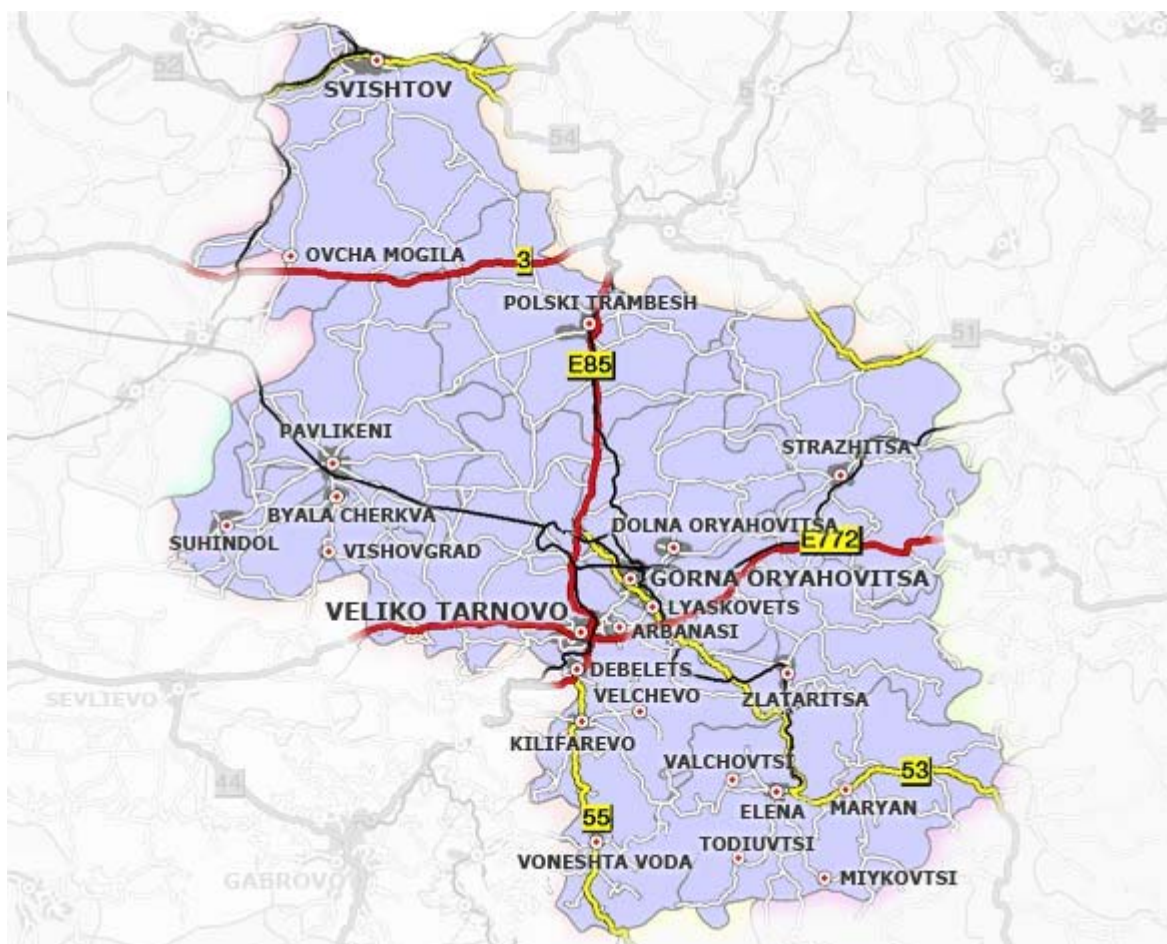 52
SVISHTOV
5
2
54
OVCHA MOGILA
3
POLSKI TRAMBESH
51
E85
PAVLIKENI
STRAZHITSA
BYALA CHERKVA
DOLNA ORYAHOVITSA
SUHINDOL
VISHOVGRAD
E772
GORNA ORYAHOVITSA
VELIKO TARNOVO
LYASKOVETS
ARBANASI
DEBELETS
VELCHEVO
SEVLIEVO
ZLATARITSA
KILIFAREVO
VALCHOVTSI
53
44
ELENA
MARYAN
55
TODIUVTSI
VONESHTA VODA
GABROVO
MIYKOVTSI